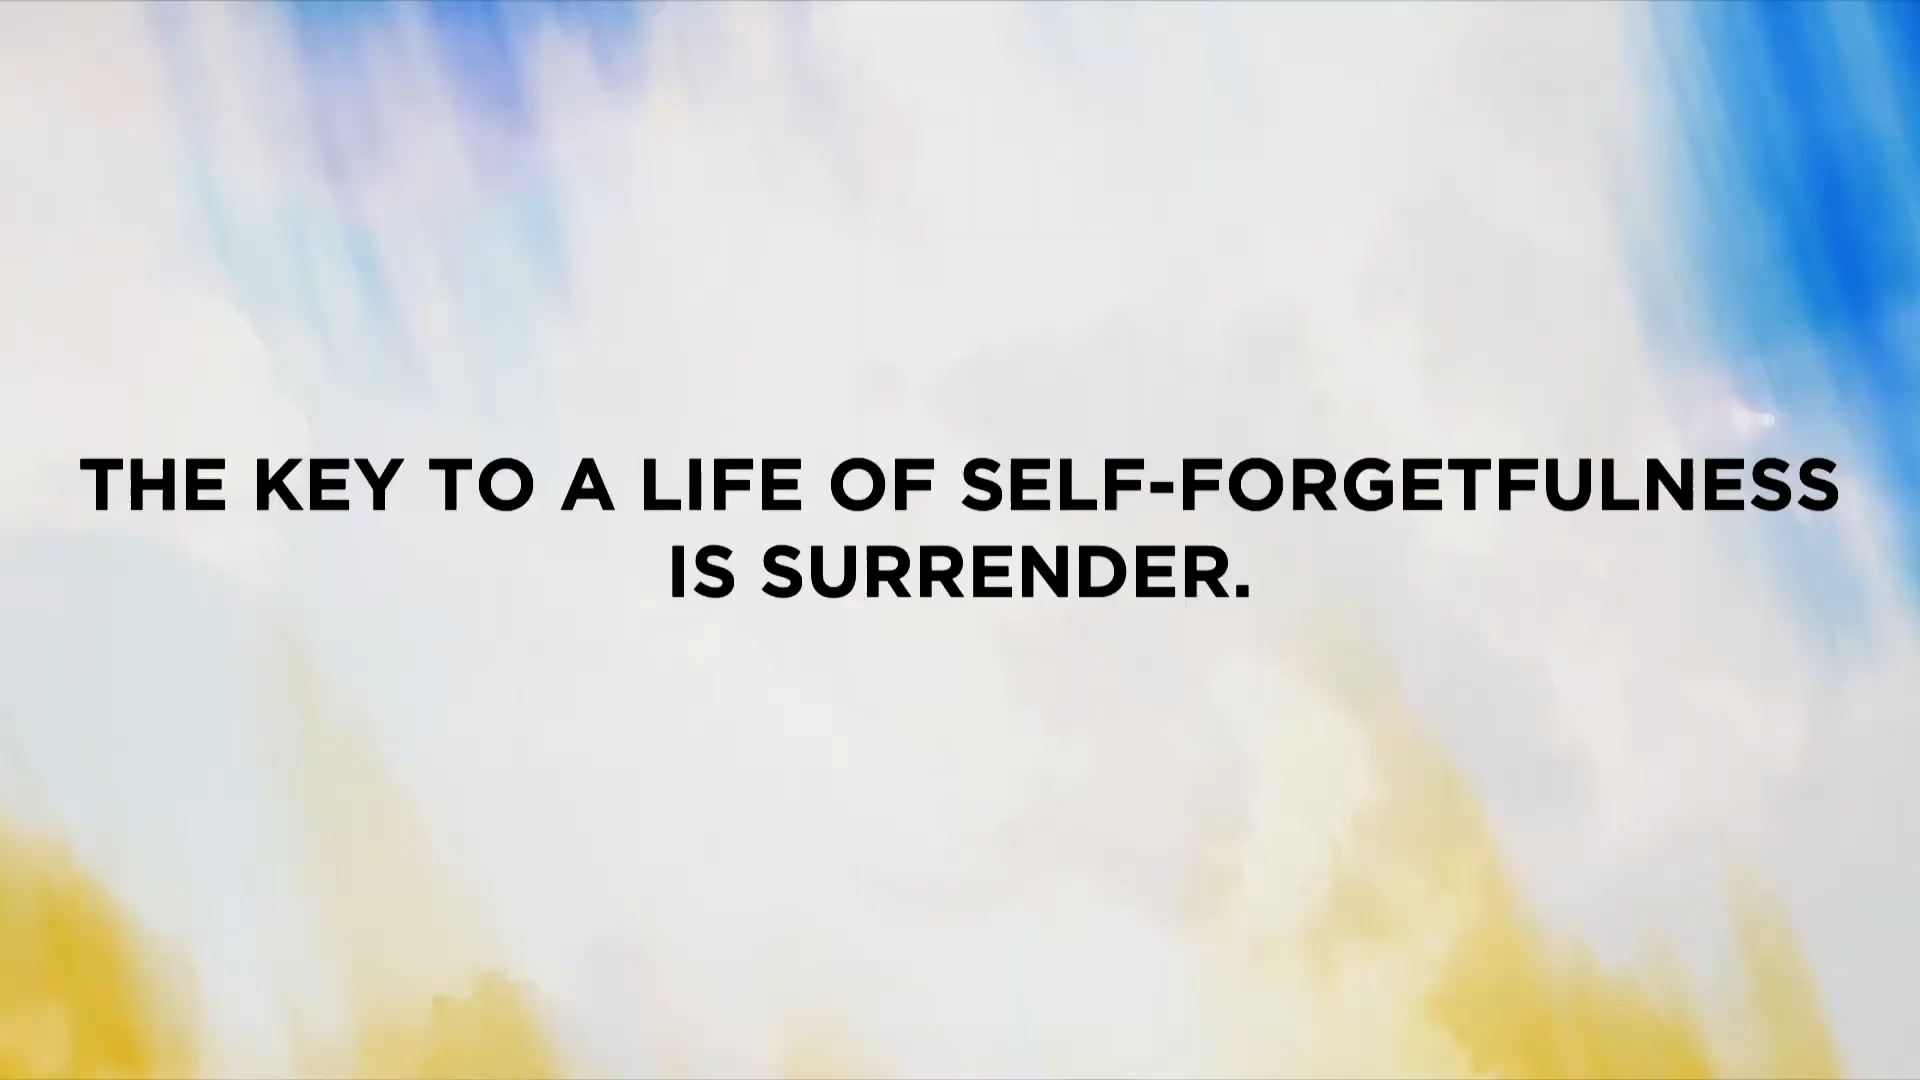 THE KEY TO A LIFE OF SELF-FORGETFULNESS
IS SURRENDER.